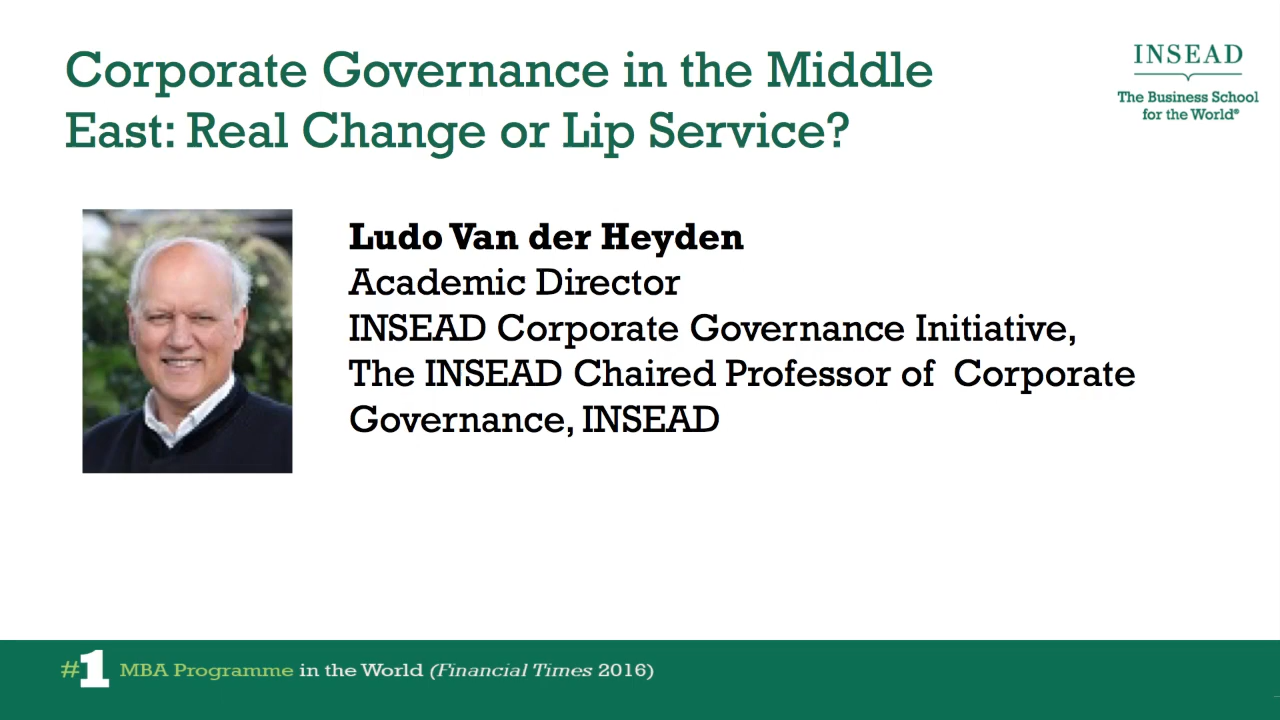 Corporate Governance in the Middle
East: Real Change or Lip Service?
INSEAD
The Business School
for the World®
Ludo Van der Heyden
Academic Director
INSEAD Corporate Governance Initiative,
The INSEAD Chaired Professor of  Corporate
Governance, INSEAD
#1 MBA Programme in the World (Financial Times 2016)